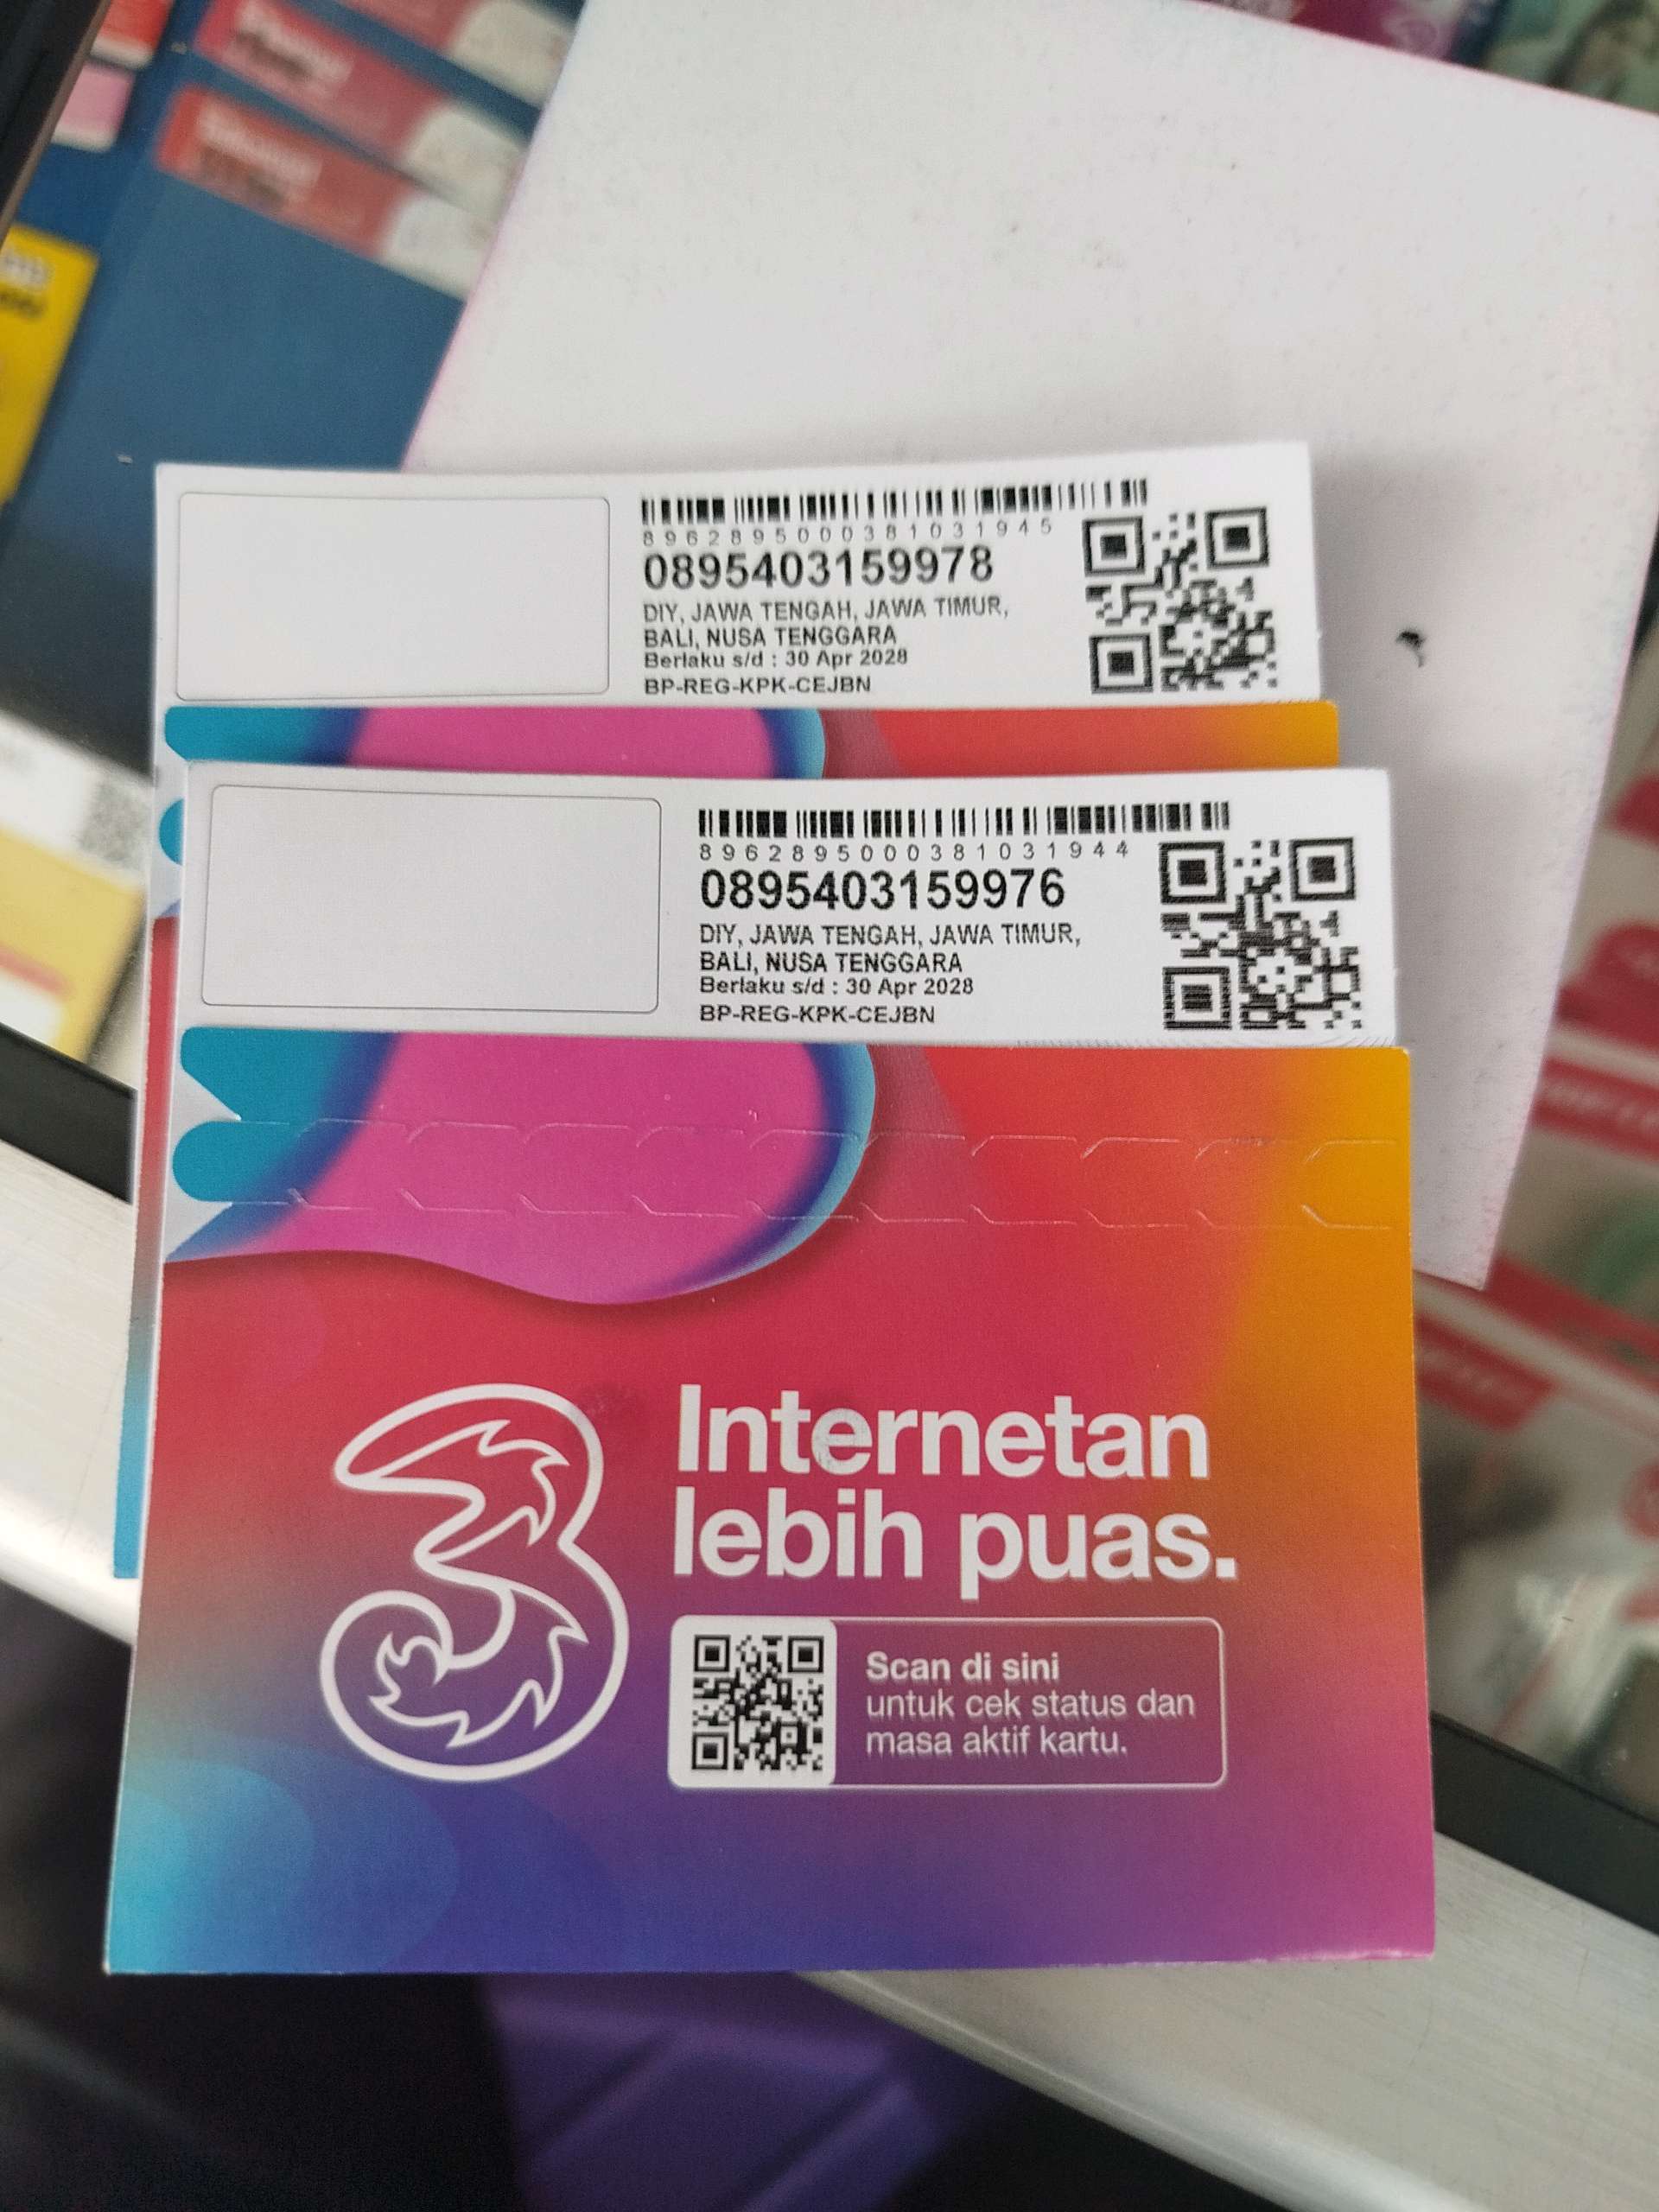 8962895000381031945
0895403159978
DIY, JAWA TENGAH, JAWA TIMUR,
BALI, NUSA TENGGARA
Berlaku s/d : 30 Apr 2028
BP-REG-KPK-CEJBN
8962895000381031944
0895403159976
DIY, JAWA TENGAH, JAWA TIMUR,
BALI, NUSA TENGGARA
Berlaku s/d : 30 Apr 2028
BP-REG-KPK-CEJBN
3
Internetan
lebih puas.
Scan di sini
untuk cek status dan
masa aktif kartu.